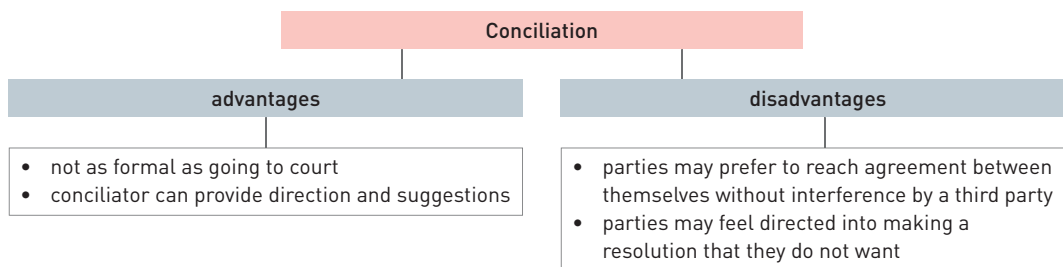 Conciliation
advantages
• not as formal as going to court
• conciliator can provide direction and suggestions
disadvantages
• parties may prefer to reach agreement between
themselves without interference by a third party
• parties may feel directed into making a
resolution that they do not want